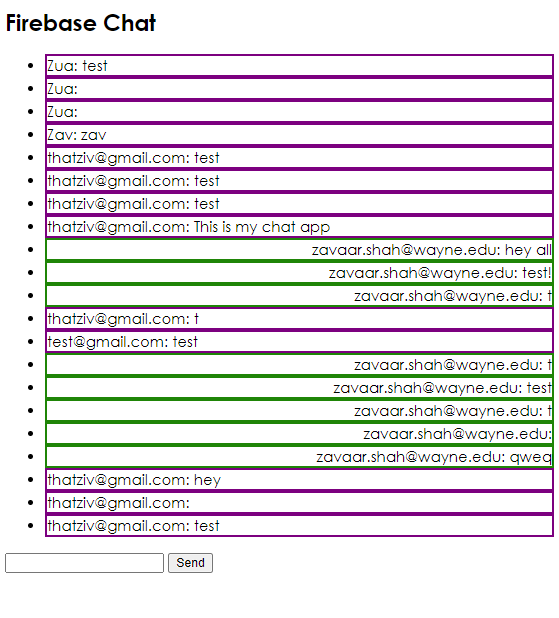 Firebase Chat
Zua: test
Zua:
Zua:
Zav: zav
thatziv@gmail.com: test
thatziv@gmail.com: test
thatziv@gmail.com: test
thatziv@gmail.com: This is my chat app
zavaar.shah@wayne.edu: hey all
zavaar.shah@wayne.edu: test!
zavaar.shah@wayne.edu: t
thatziv@gmail.com: t
test@gmail.com: test
zavaar.shah@wayne.edu: t
zavaar.shah@wayne.edu: test
zavaar.shah@wayne.edu: t
zavaar.shah@wayne.edu:
zavaar.shah@wayne.edu: qweq
thatziv@gmail.com: hey
thatziv@gmail.com:
thatziv@gmail.com: test
Send